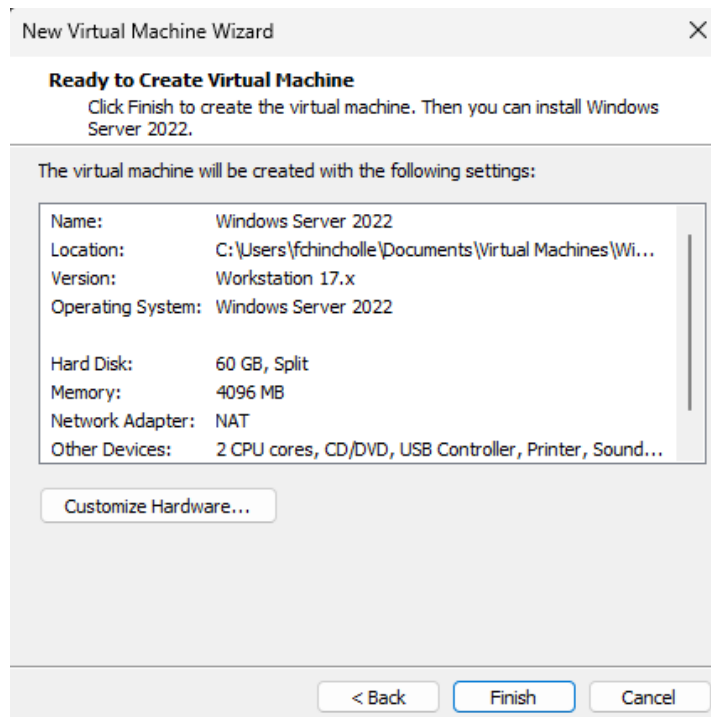 New Virtual Machine Wizard
Ready to Create Virtual Machine
Click Finish to create the virtual machine. Then you can install Windows
Server 2022.
The virtual machine will be created with the following settings:
Name: Windows Server 2022
Location: C:\Users\fchincholle\Documents\Virtual Machines\Wi...
Version: Workstation 17.x
Operating System: Windows Server 2022
Hard Disk: 60 GB, Split
Memory: 4096 MB
Network Adapter: NAT
Other Devices: 2 CPU cores, CD/DVD, USB Controller, Printer, Sound...
Customize Hardware...
< Back Finish Cancel